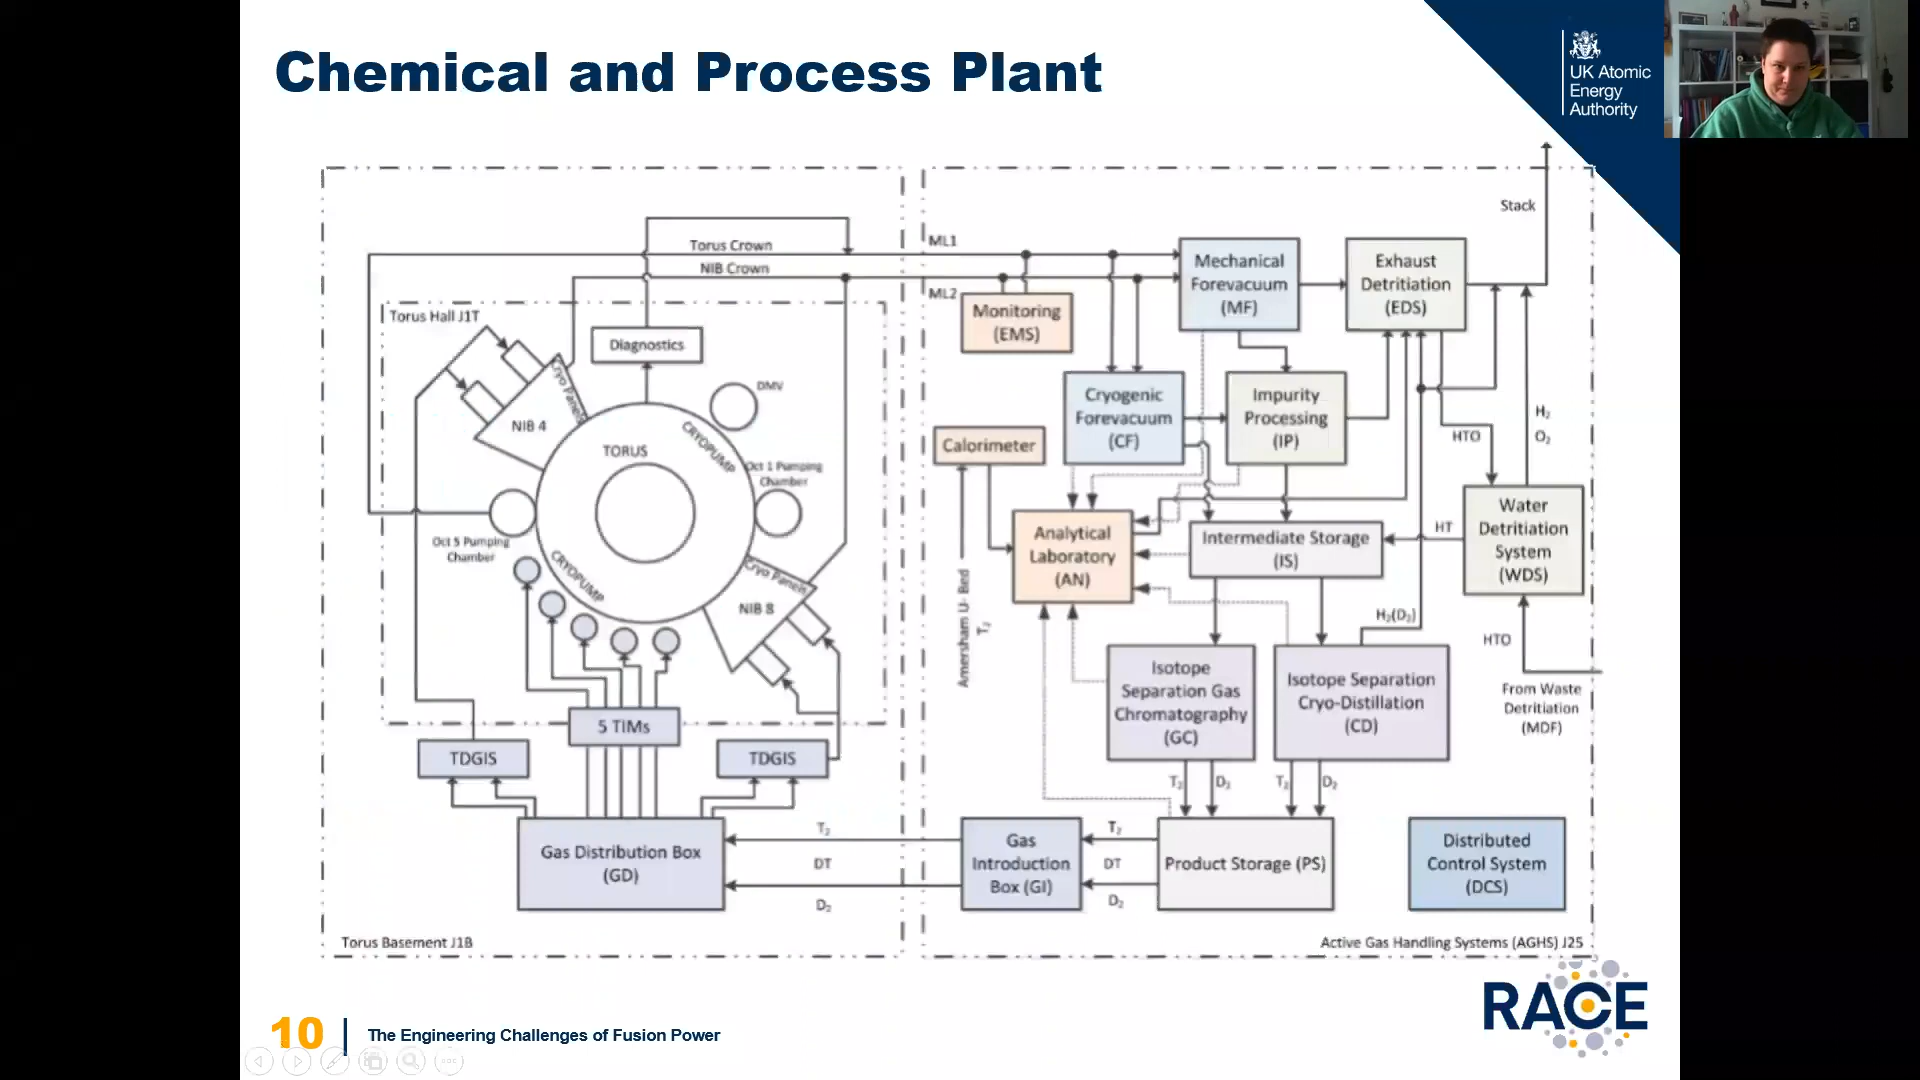 Chemical and Process Plant
UK Atomic
Energy
Authority
Stack
Torus Crown
ML1
NIB Crown
ML2
Mechanical
Forevacuum
(MF)
Exhaust
Detritiation
(EDS)
Monitoring
(EMS)
Torus Hall J1T
Diagnostics
Cryo Panels
DMV
NIB 4
TORUS
CRYOPUMP
Oct 1 Pumping
Chamber
Cryogenic
Forevacuum
(CF)
Impurity
Processing
(IP)
HTO
H2
O2
Calorimeter
Oct 5 Pumping
Chamber
CRYOPUMP
Cryo Panels
NIB 8
Amersham U- Bed
T2
Analytical
Laboratory
(AN)
Intermediate Storage
(IS)
HT
Water
Detritiation
System
(WDS)
H2(D2)
HTO
Isotope
Separation Gas
Chromatography
(GC)
Isotope Separation
Cryo-Distillation
(CD)
From Waste
Detritiation
(MDF)
5 TIMs
TDGIS
TDGIS
T2
D2
T2
D2
Gas Distribution Box
(GD)
T2
DT
D2
Gas
Introduction
Box (GI)
T2
DT
D2
Product Storage (PS)
Distributed
Control System
(DCS)
Torus Basement J1B
Active Gas Handling Systems (AGHS) J25
RACE
10
The Engineering Challenges of Fusion Power